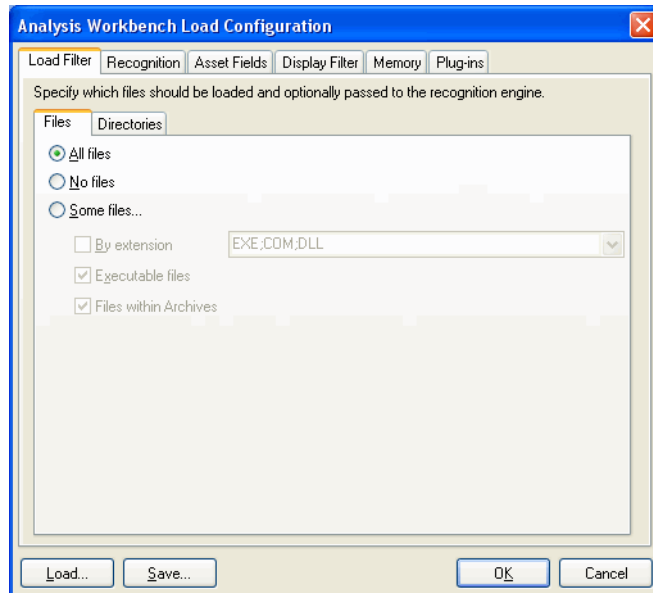 Analysis Workbench Load Configuration
Load Filter Recognition Asset Fields Display Filter Memory Plug-ins
Specify which files should be loaded and optionally passed to the recognition engine.
Files Directories
All files
No files
Some files...
By extension EXE;COM;DLL
Executable files
Files within Archives
Load... Save... OK Cancel